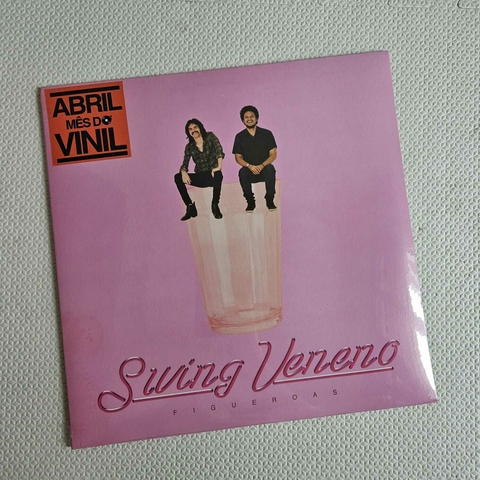 ABRIL
MÊS DO
VINIL
Swing Veneno
FIGUEROAS